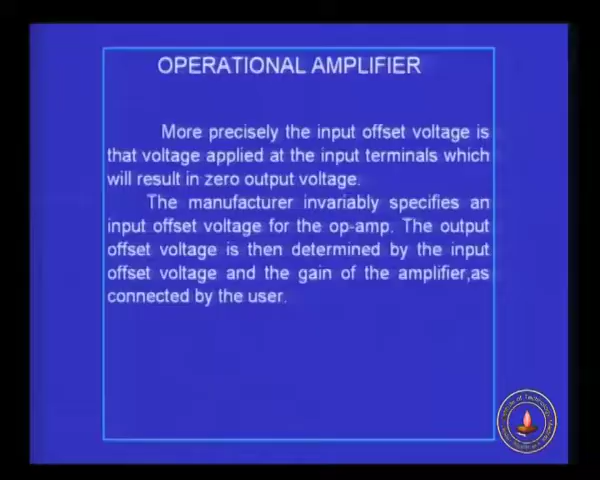 OPERATIONAL AMPLIFIER
More precisely the input offset voltage is
that voltage applied at the input terminals which
will result in zero output voltage.
The manufacturer invariably specifies an
input offset voltage for the op-amp. The output
offset voltage is then determined by the input
offset voltage and the gain of the amplifier,as
connected by the user.